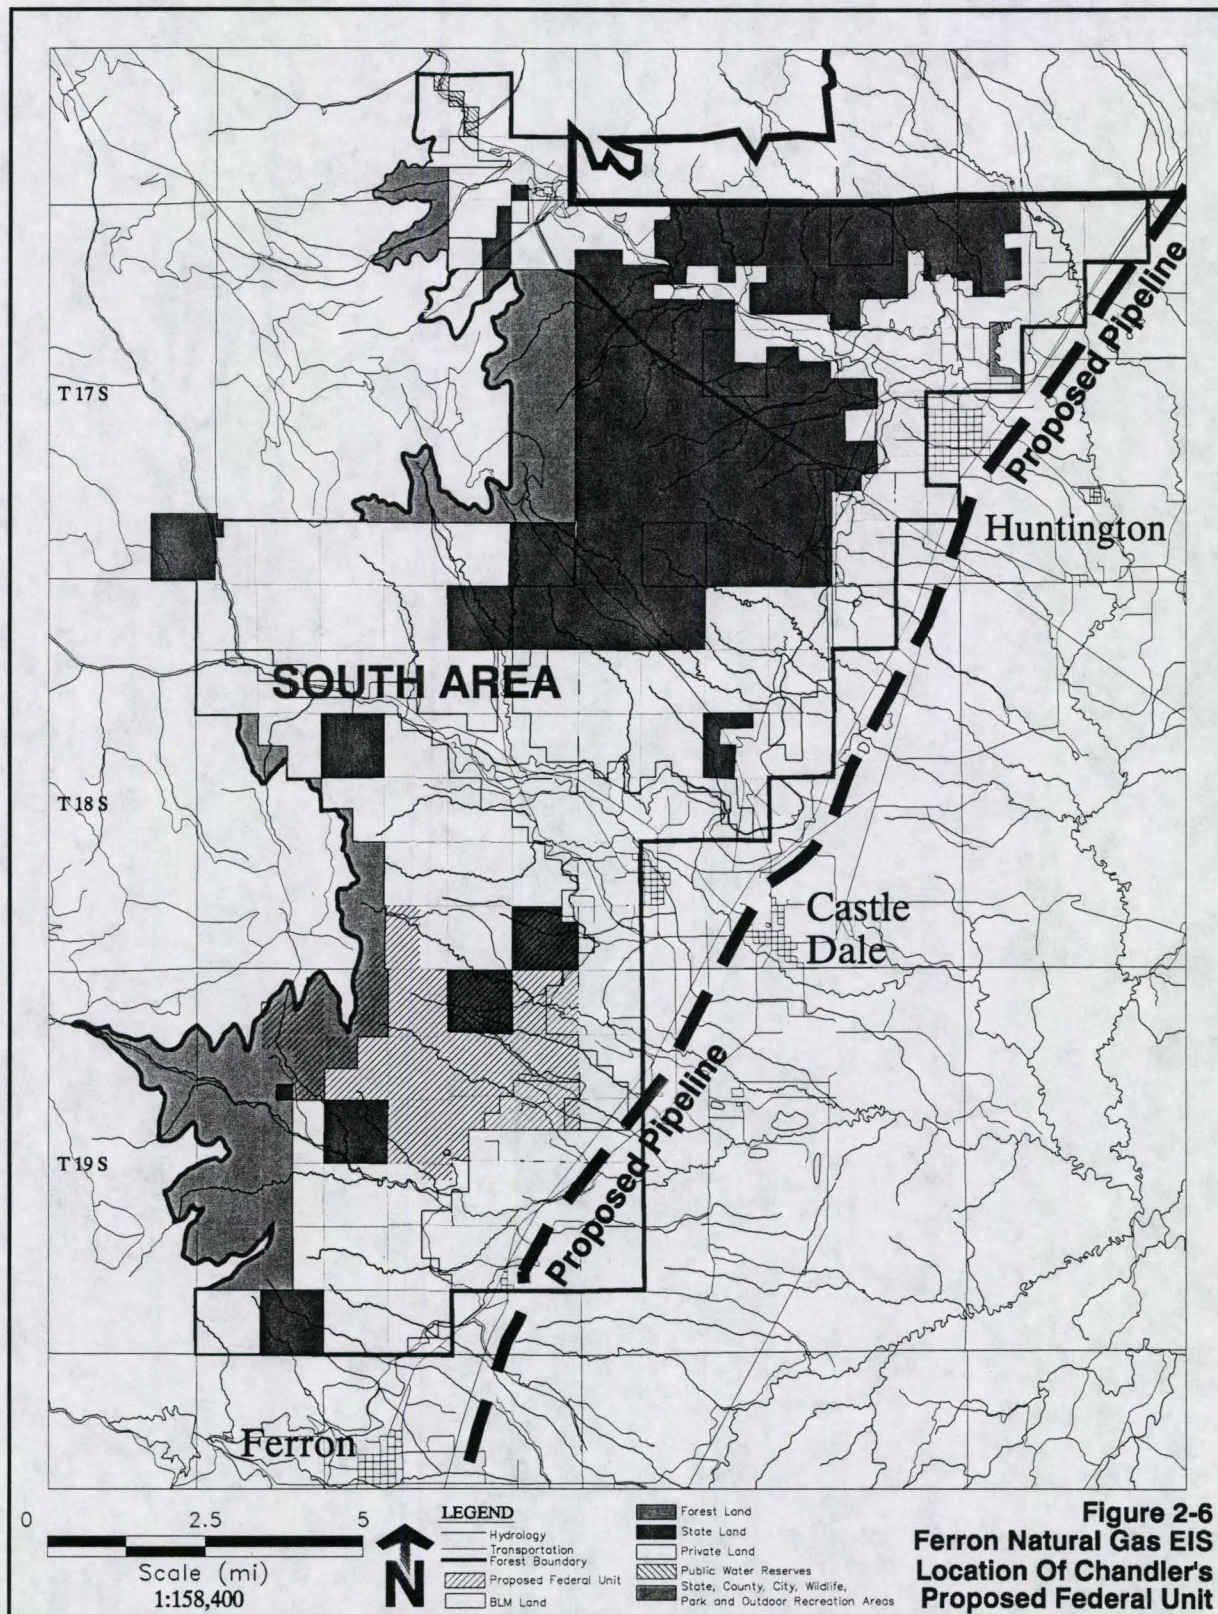 T 17 S
Proposed Pipeline
Huntington
SOUTH AREA
T 18 S
Castle
Dale
Proposed Pipeline
T 19 S
Ferron
0 2.5 5
Scale (mi)
1:158,400
N
LEGEND
Hydrology
Transportation
Forest Boundary
Proposed Federal Unit
BLM Land
Forest Land
State Land
Private Land
Public Water Reserves
State, County, City, Wildlife,
Park and Outdoor Recreation Areas
Figure 2-6
Ferron Natural Gas EIS
Location Of Chandler's
Proposed Federal Unit